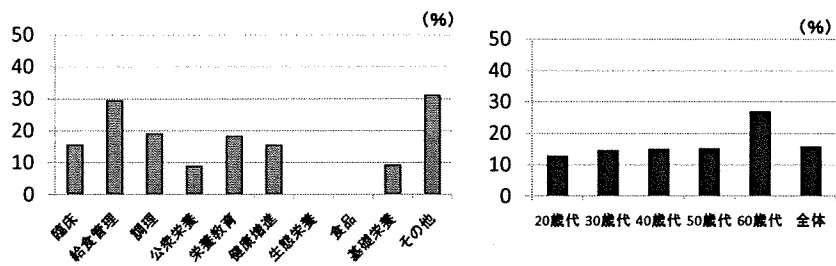 (%)
50
40
30
20
10
0
臨床
給食管理
調理
公衆栄養
栄養教育
健康増進
生態栄養
食品
基礎栄養
その他
(%)
50
40
30
20
10
0
20歳代 30歳代 40歳代 50歳代 60歳代 全体